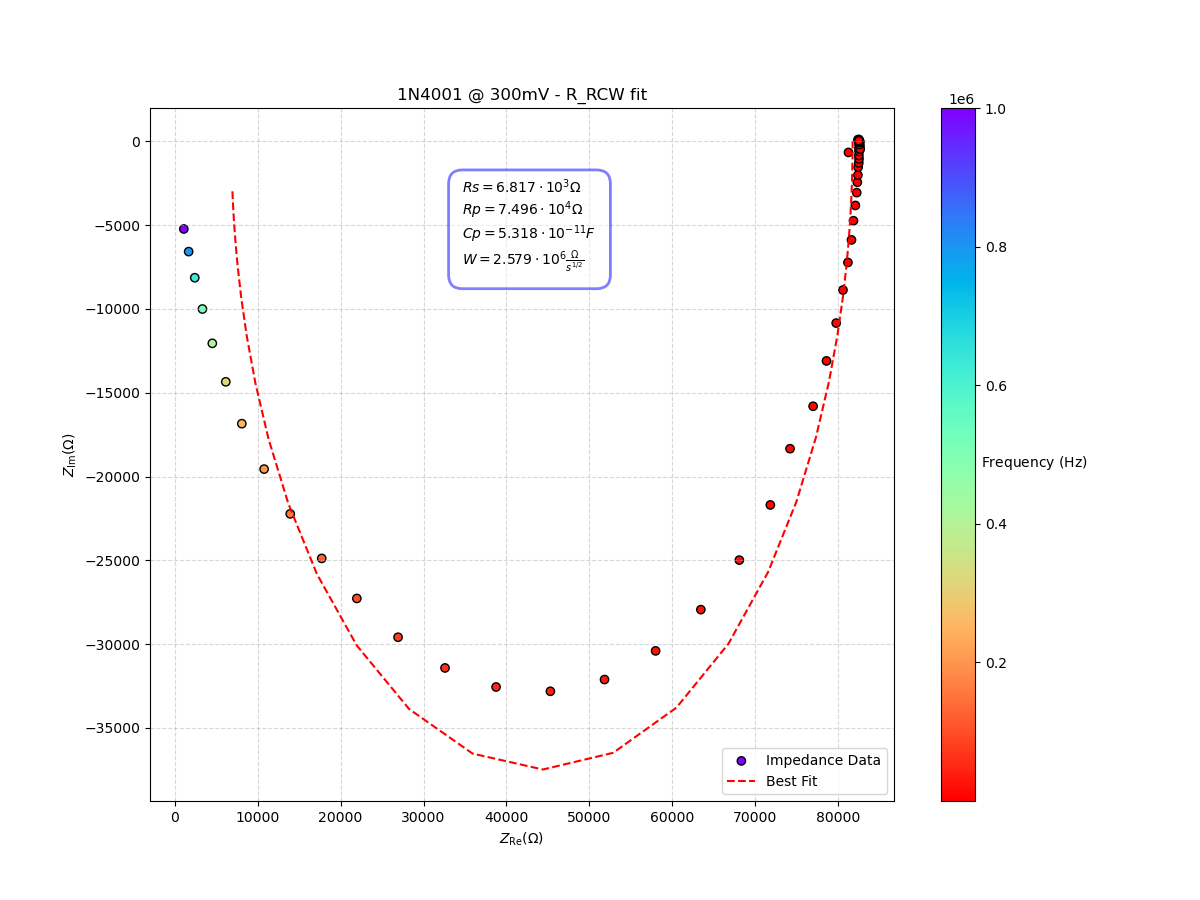 1N4001 @ 300mV - R_RCW fit
1e6
1.0
0.8
0.6
0.4
0.2
Frequency (Hz)
0
−5000
−10000
−15000
−20000
−25000
−30000
−35000
Z_Im(Ω)
Rs = 6.817 · 10³Ω
Rp = 7.496 · 10⁴Ω
Cp = 5.318 · 10⁻¹¹F
W = 2.579 · 10⁶ Ω/s^{1/2}
Impedance Data
Best Fit
0 10000 20000 30000 40000 50000 60000 70000 80000
Z_Re(Ω)